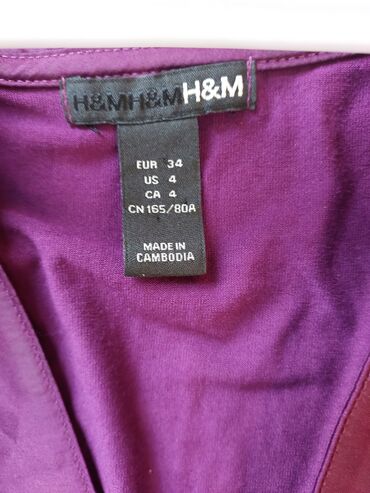 H&MH&MH&M
EUR 34
US 4
CA 4
CN 165/80A
MADE IN
CAMBODIA